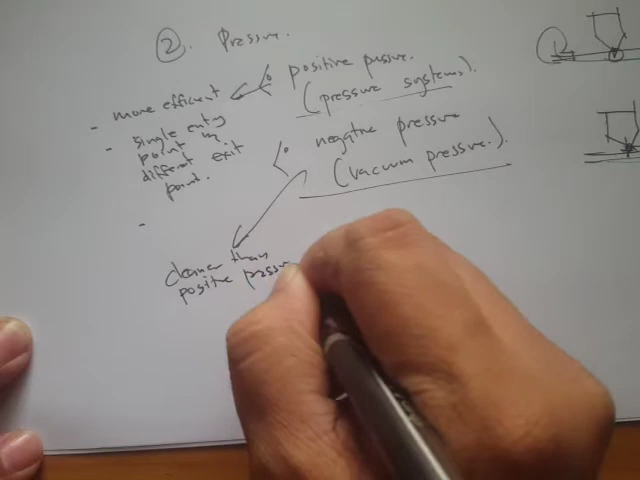 ② . Pressure.
positive pressure.
(pressure systems).
more efficient
- single entry
point in
different exit
point.
-
negative pressure
(vacuum pressure.).
cleaner than
positive pressu